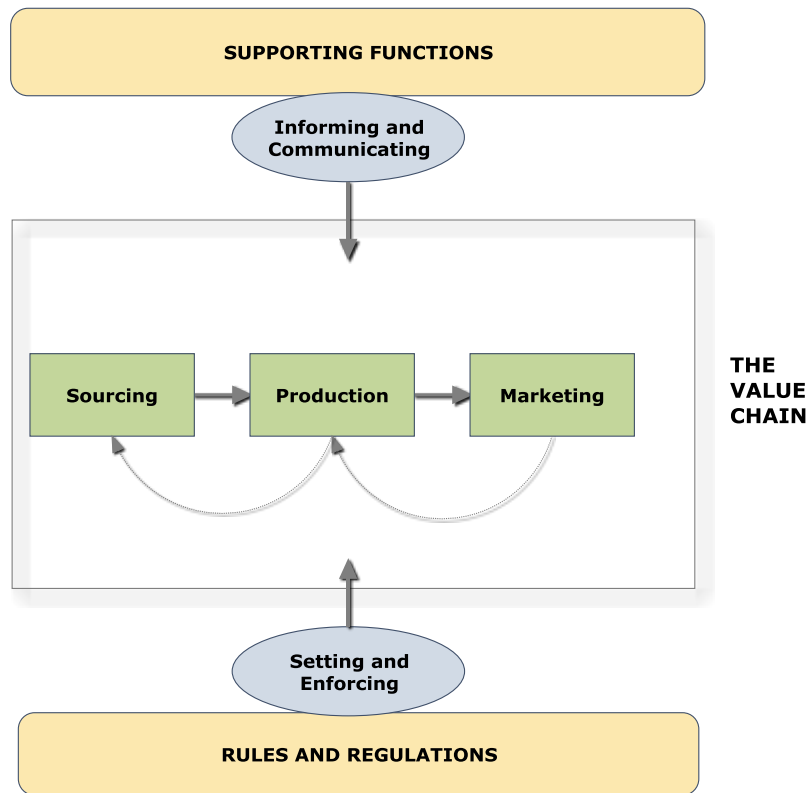 SUPPORTING FUNCTIONS
Informing and
Communicating
Sourcing
Production
Marketing
THE
VALUE
CHAIN
Setting and
Enforcing
RULES AND REGULATIONS